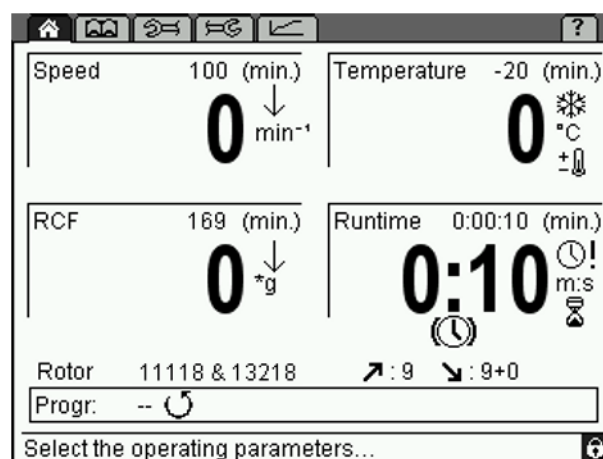 ?
Speed 100 (min.)
0 min⁻¹
Temperature -20 (min.)
0 °C
RCF 169 (min.)
0 *g
Runtime 0:00:10 (min.)
0:10 m:s
Rotor 11118 & 13218 : 9 : 9+0
Progr: --
Select the operating parameters...